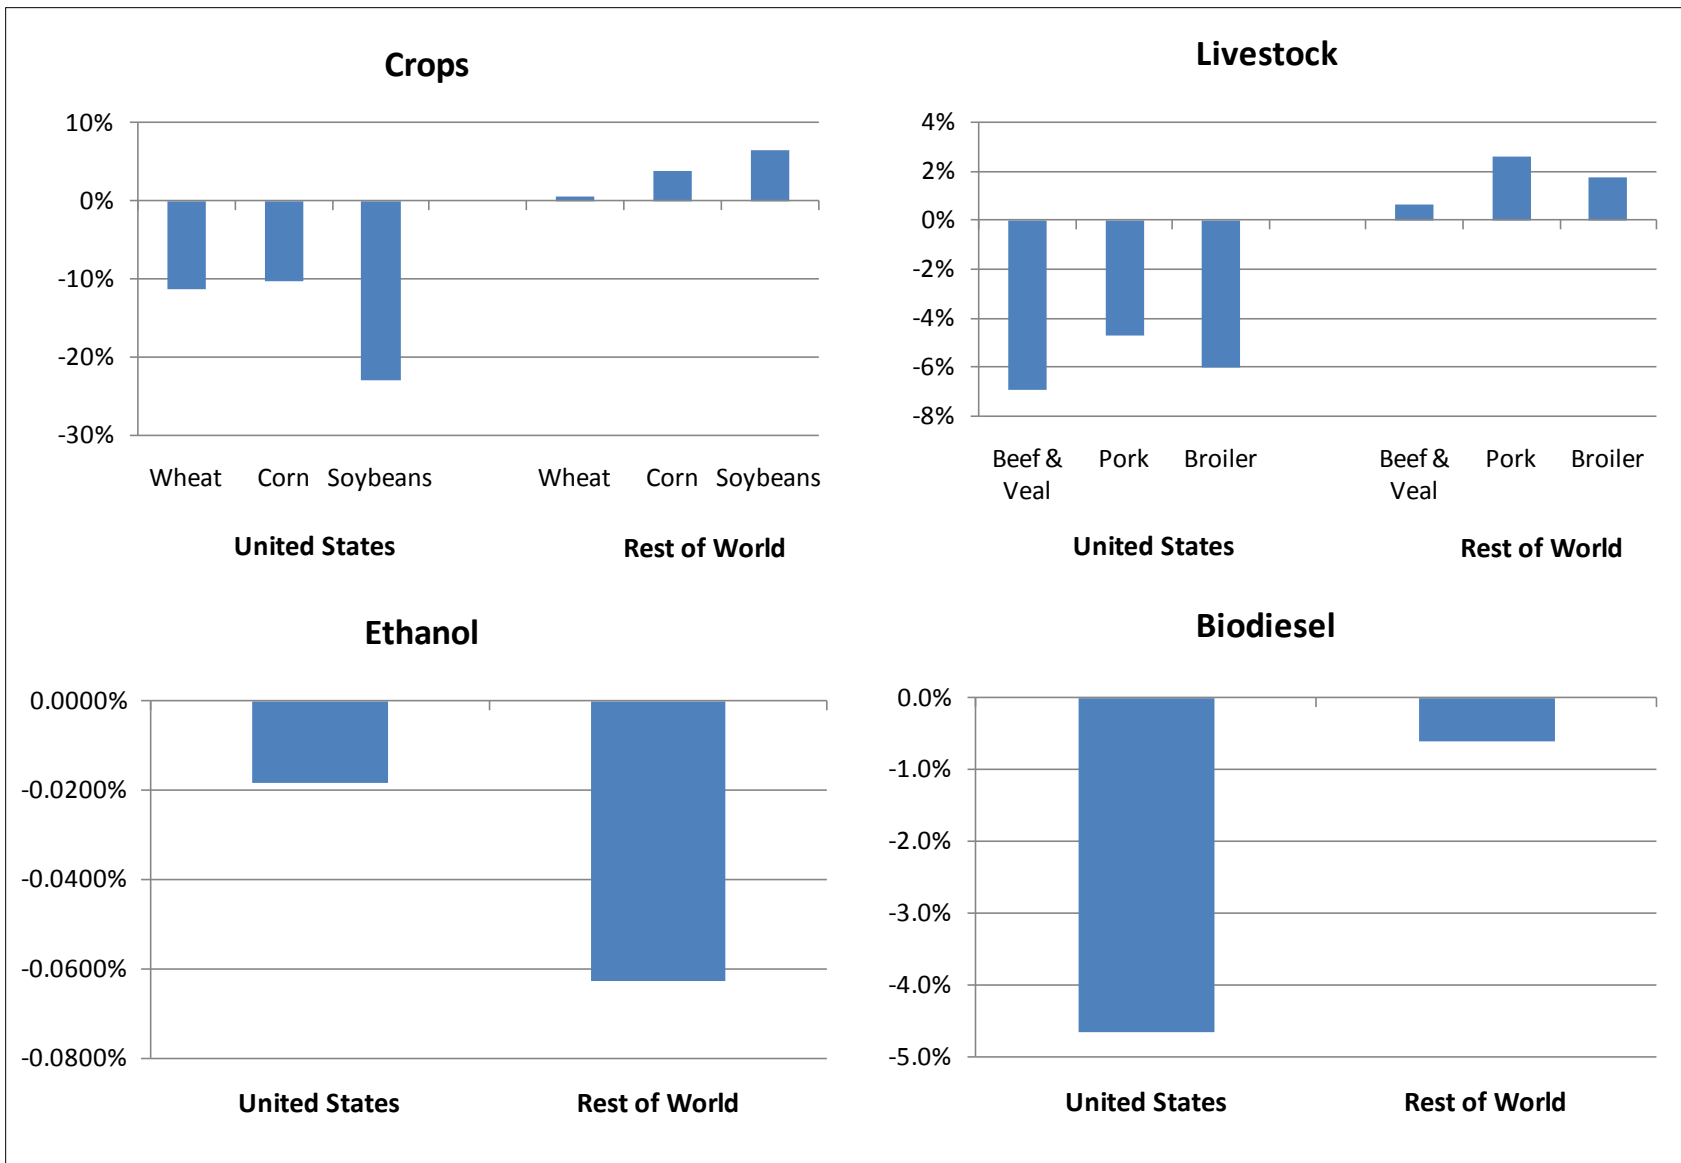 Crops
10%
0%
-10%
-20%
-30%
Wheat Corn Soybeans Wheat Corn Soybeans
United States Rest of World
Livestock
4%
2%
0%
-2%
-4%
-6%
-8%
Beef & Pork Broiler Beef & Pork Broiler
Veal Veal
United States Rest of World
Ethanol
0.0000%
-0.0200%
-0.0400%
-0.0600%
-0.0800%
United States Rest of World
Biodiesel
0.0%
-1.0%
-2.0%
-3.0%
-4.0%
-5.0%
United States Rest of World